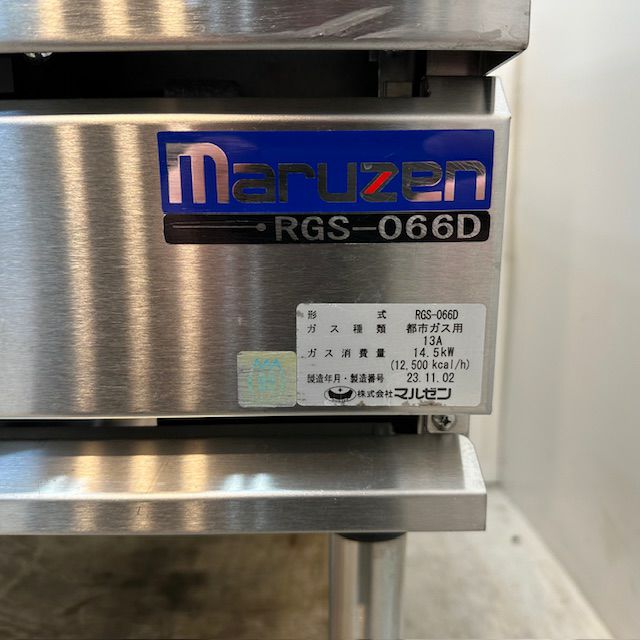 maruzen
RGS-066D
形式 RGS-066D
ガス種類 都市ガス用
13A
ガス消費量 14.5kW
(12,500 kcal/h)
製造年月・製造番号 23.11.02
株式会社マルゼン